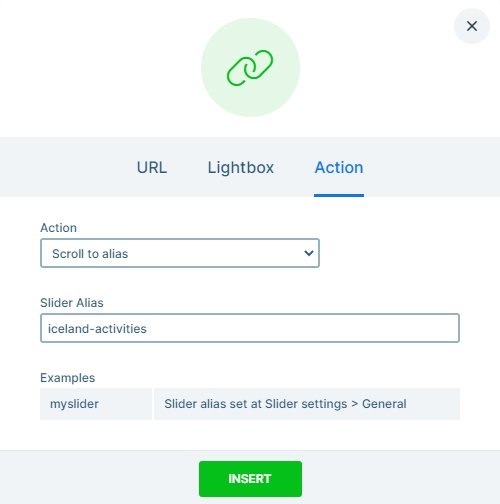 URL Lightbox Action
Action
Scroll to alias
Slider Alias
iceland-activities
Examples
myslider Slider alias set at Slider settings > General
INSERT